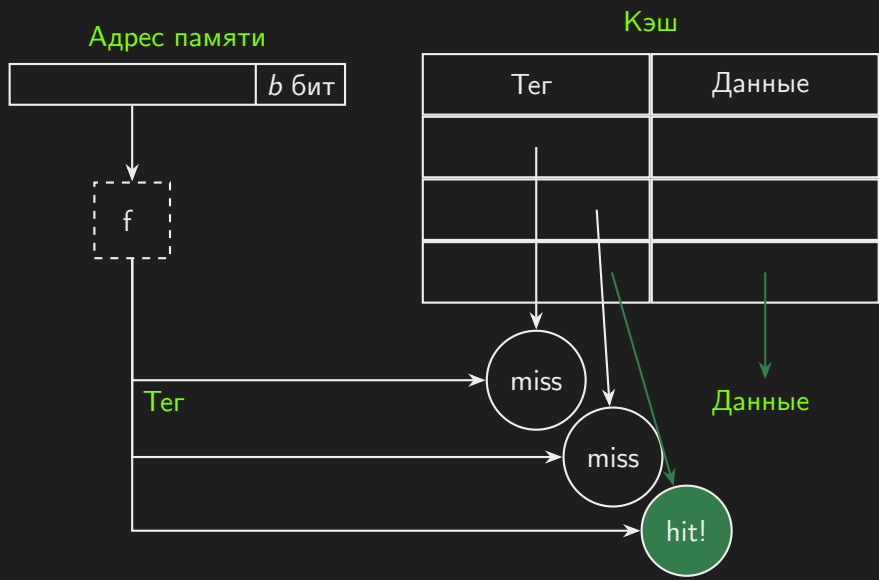 Адрес памяти
b бит
f
Тег
Кэш
Тег Данные
miss
miss
hit!
Данные